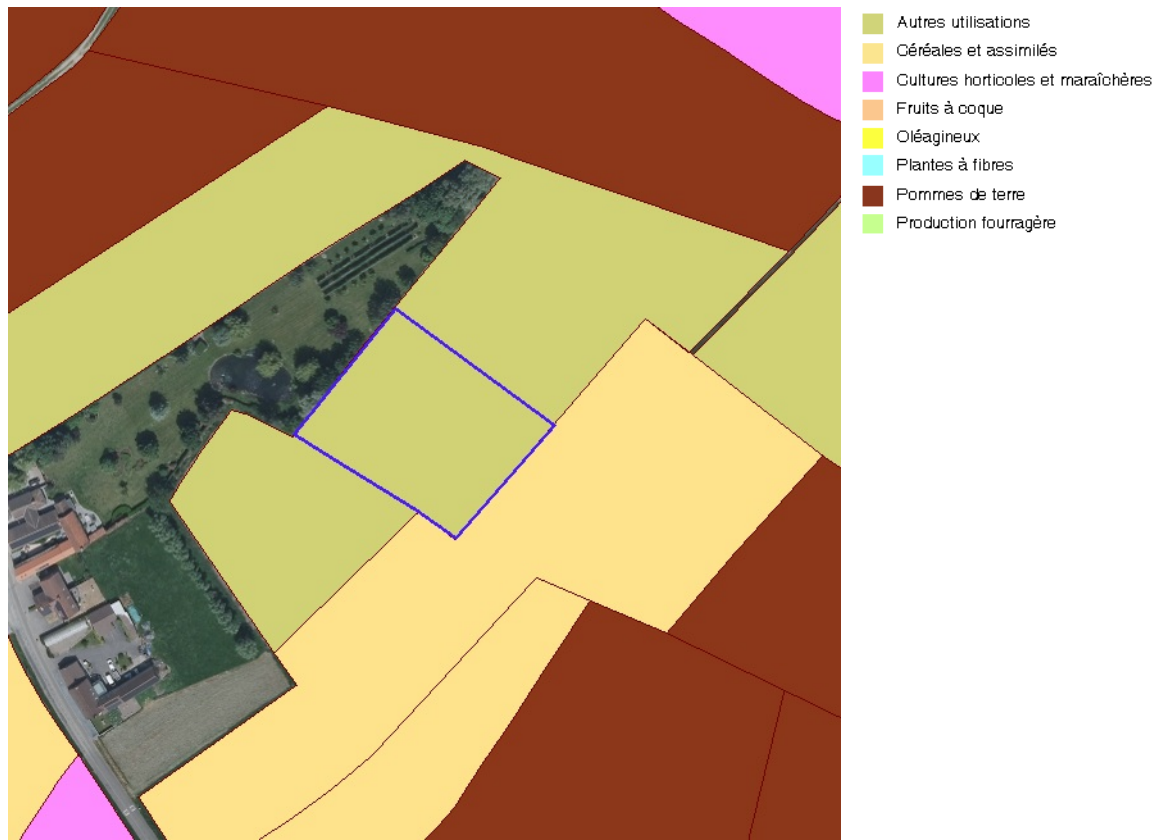 Autres utilisations
Céréales et assimilés
Cultures horticoles et maraîchères
Fruits à coque
Oléagineux
Plantes à fibres
Pommes de terre
Production fourragère